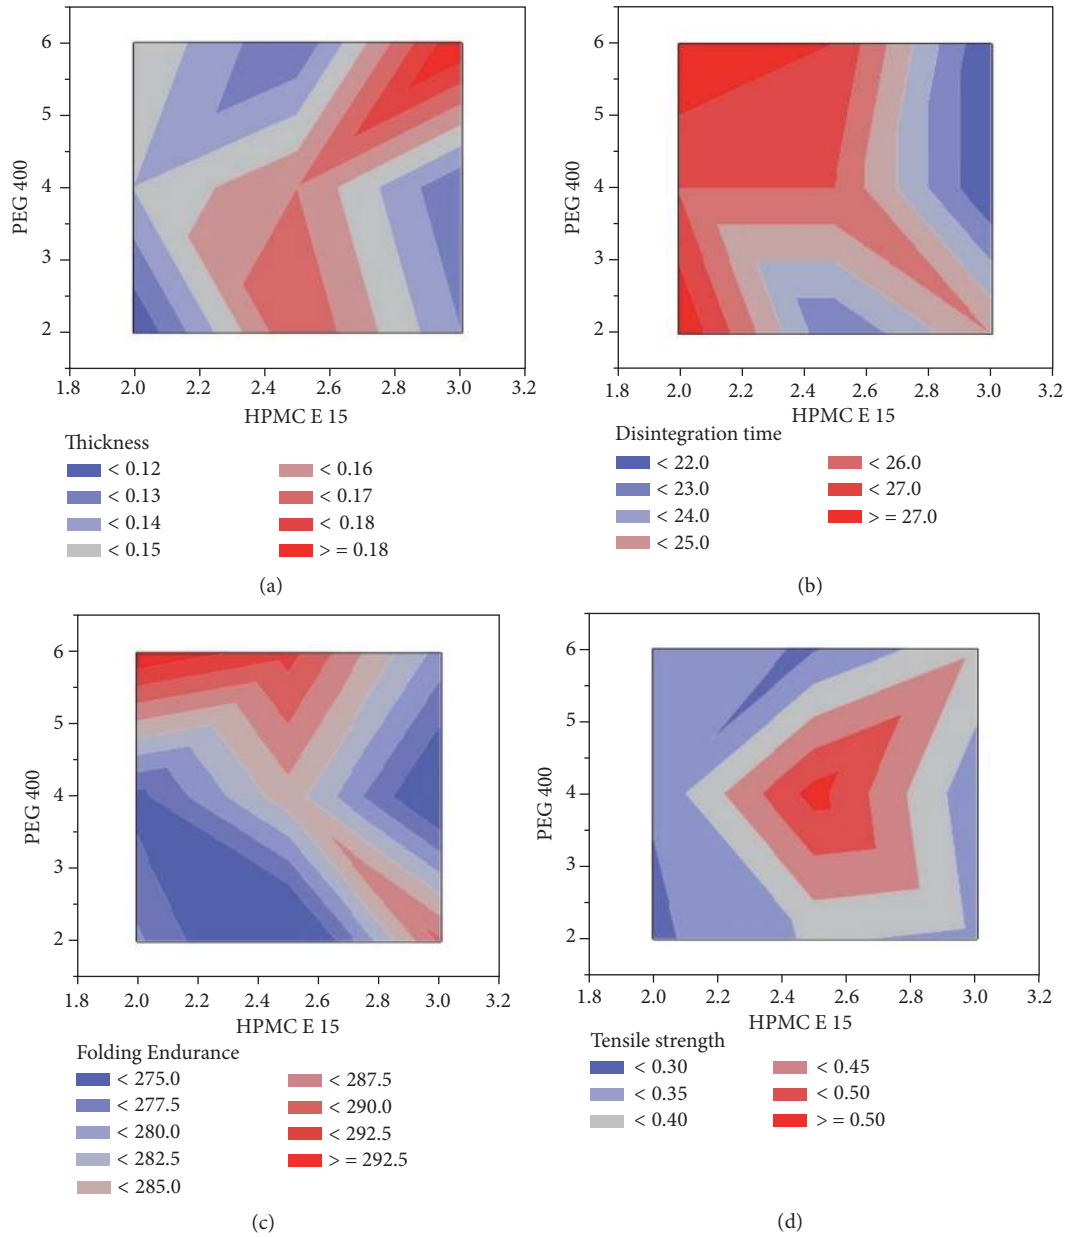 6
5
4
3
2
PEG 400
1.8 2.0 2.2 2.4 2.6 2.8 3.0 3.2
HPMC E 15
Thickness
< 0.12
< 0.13
< 0.14
< 0.15
< 0.16
< 0.17
< 0.18
> = 0.18
(a)
6
5
4
3
2
PEG 400
1.8 2.0 2.2 2.4 2.6 2.8 3.0 3.2
HPMC E 15
Disintegration time
< 22.0
< 23.0
< 24.0
< 25.0
< 26.0
< 27.0
> = 27.0
(b)
6
5
4
3
2
PEG 400
1.8 2.0 2.2 2.4 2.6 2.8 3.0 3.2
HPMC E 15
Folding Endurance
< 275.0
< 277.5
< 280.0
< 282.5
< 285.0
< 287.5
< 290.0
< 292.5
> = 292.5
(c)
6
5
4
3
2
PEG 400
1.8 2.0 2.2 2.4 2.6 2.8 3.0 3.2
HPMC E 15
Tensile strength
< 0.30
< 0.35
< 0.40
< 0.45
< 0.50
> = 0.50
(d)